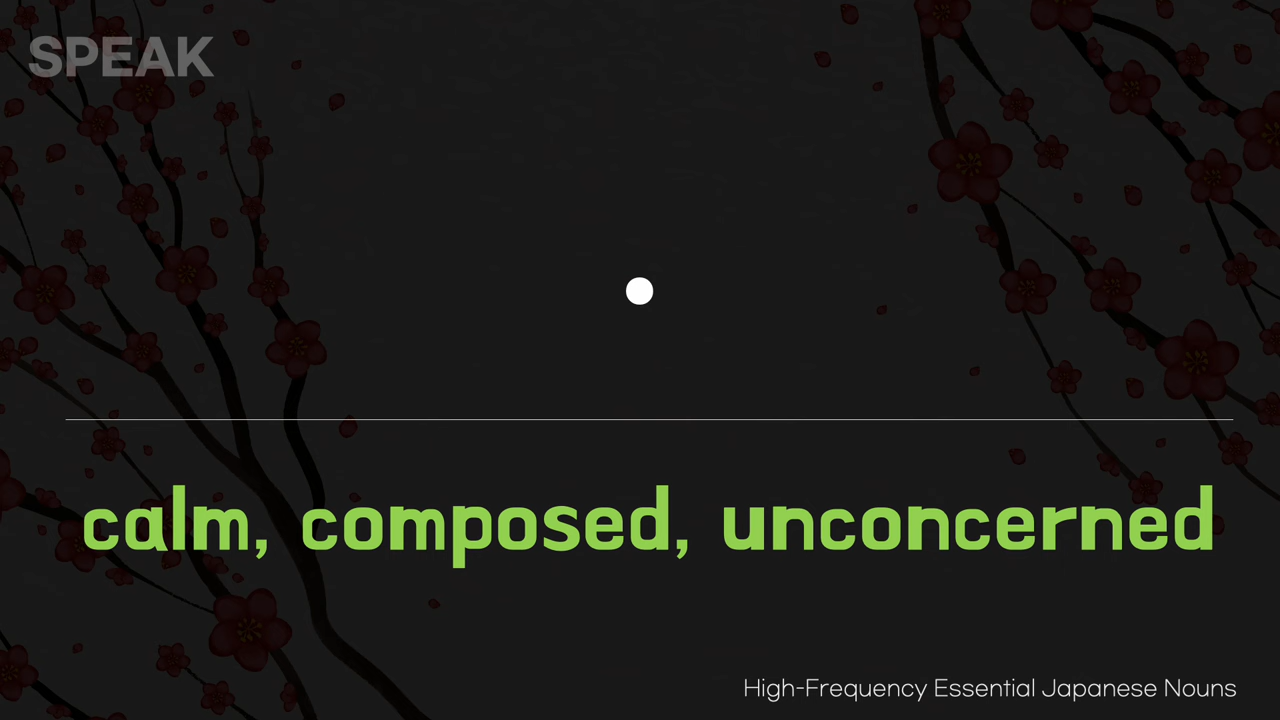 SPEAK
calm, composed, unconcerned
High-Frequency Essential Japanese Nouns